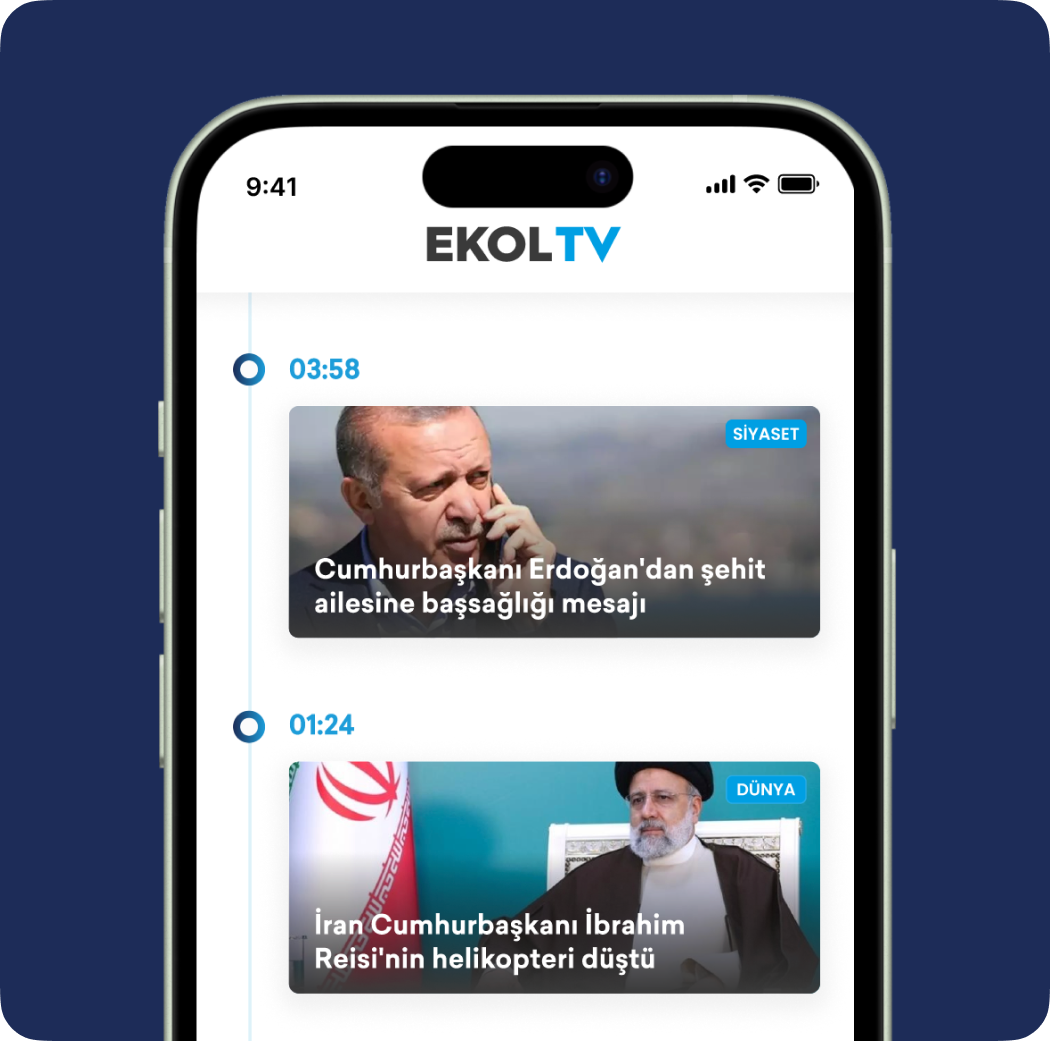 9:41
EKOLTV
03:58
SİYASET
Cumhurbaşkanı Erdoğan'dan şehit
ailesine başsağlığı mesajı
01:24
DÜNYA
İran Cumhurbaşkanı İbrahim
Reisi'nin helikopteri düştü